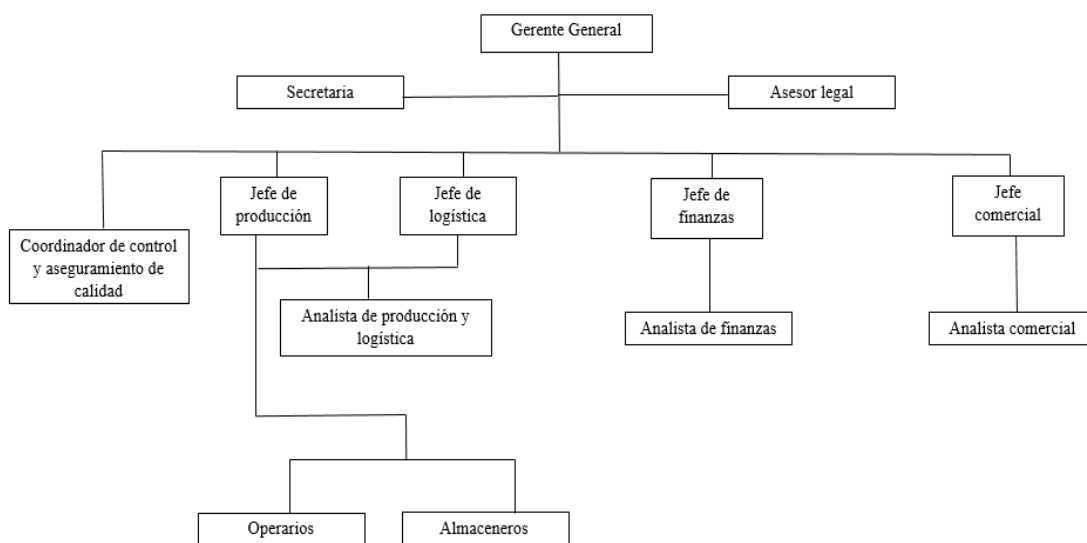 Gerente General
Secretaria
Asesor legal
Jefe de
producción
Jefe de
logística
Jefe de
finanzas
Jefe
comercial
Coordinador de control
y aseguramiento de
calidad
Analista de producción y
logística
Analista de finanzas
Analista comercial
Operarios
Almaceneros